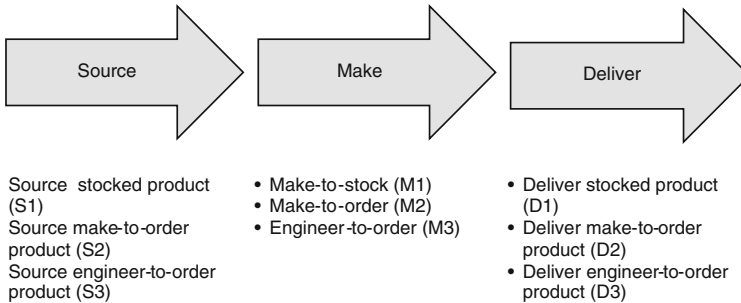 Source
Make
Deliver
Source stocked product
(S1)
Source make-to-order
product (S2)
Source engineer-to-order
product (S3)
• Make-to-stock (M1)
• Make-to-order (M2)
• Engineer-to-order (M3)
• Deliver stocked product
(D1)
• Deliver make-to-order
product (D2)
• Deliver engineer-to-order
product (D3)